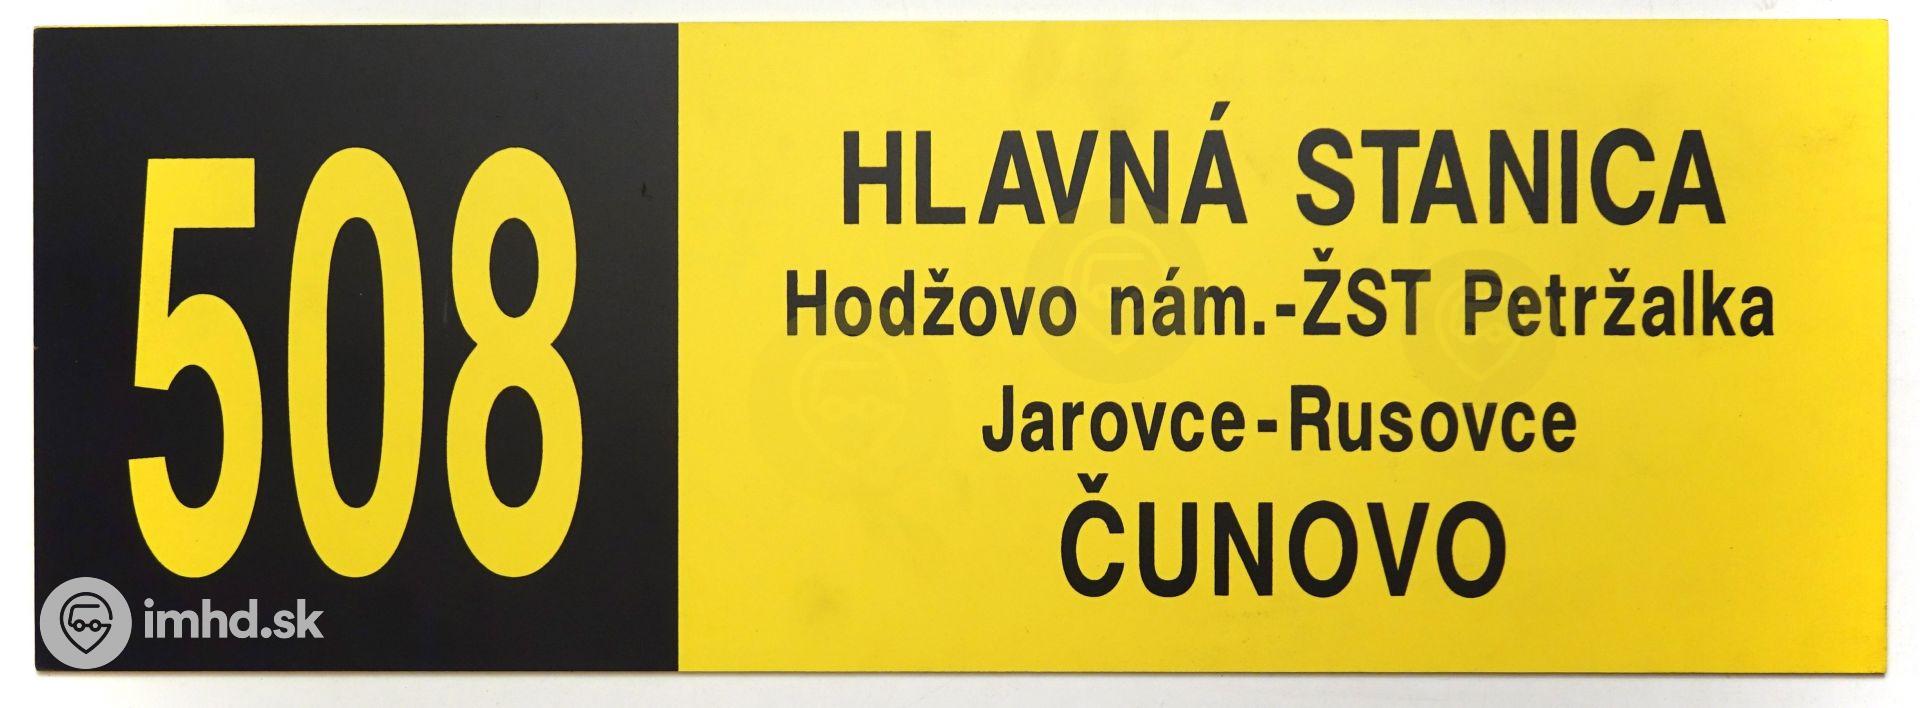 508
HLAVNÁ STANICA
Hodžovo nám.-ŽST Petržalka
Jarovce-Rusovce
ČUNOVO
imhd.sk